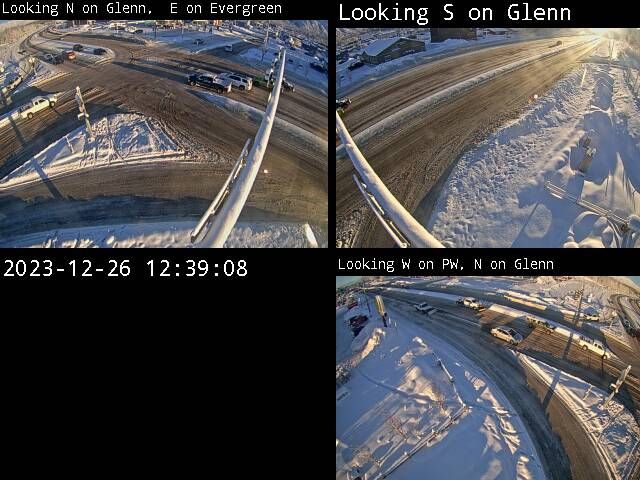 Looking N on Glenn,  E on Evergreen
Looking S on Glenn
2023-12-26 12:39:08
Looking W on PW, N on Glenn